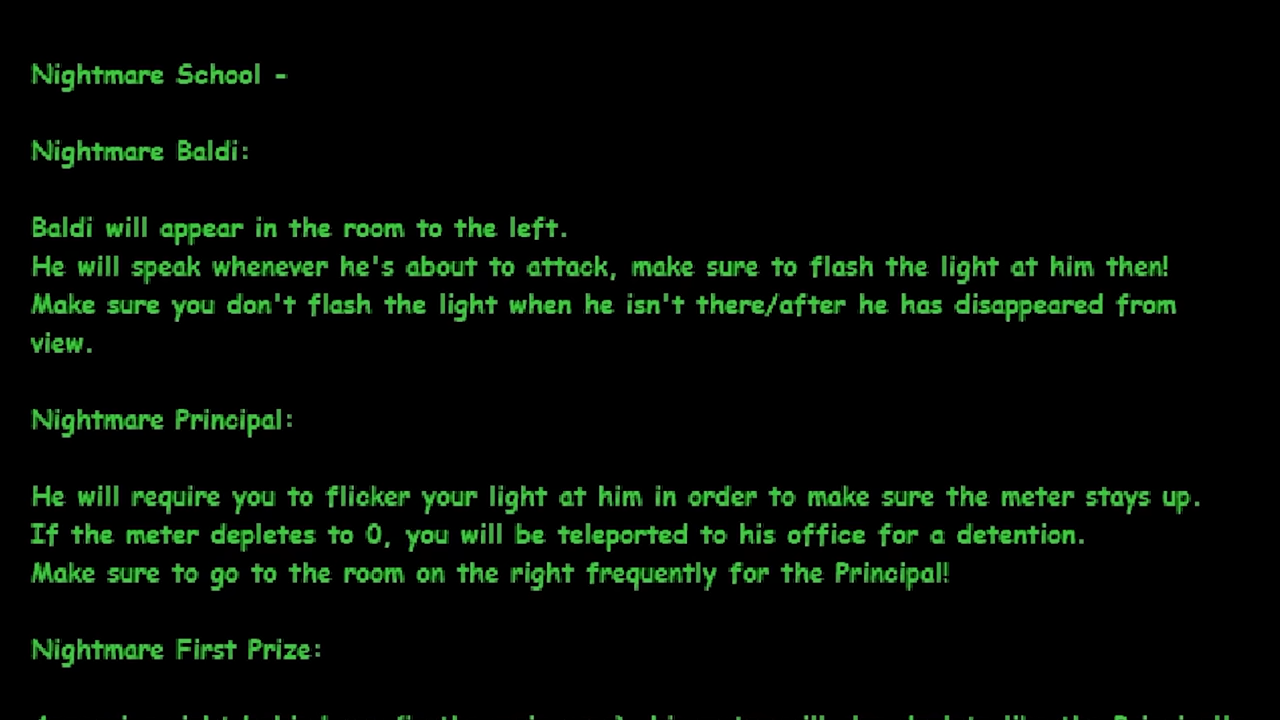 Nightmare School -
Nightmare Baldi:
Baldi will appear in the room to the left.
He will speak whenever he's about to attack, make sure to flash the light at him then!
Make sure you don't flash the light when he isn't there/after he has disappeared from
view.
Nightmare Principal:
He will require you to flicker your light at him in order to make sure the meter stays up.
If the meter depletes to 0, you will be teleported to his office for a detention.
Make sure to go to the room on the right frequently for the Principal!
Nightmare First Prize: